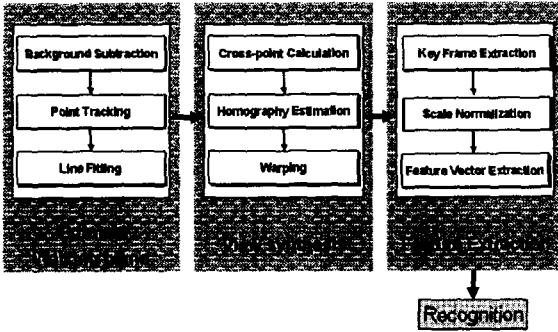 Background Subtraction
Point Tracking
Line Fitting
Cross-point Calculation
Homography Estimation
Warping
Key Frame Extraction
Scale Normalization
Feature Vector Extraction
Recognition